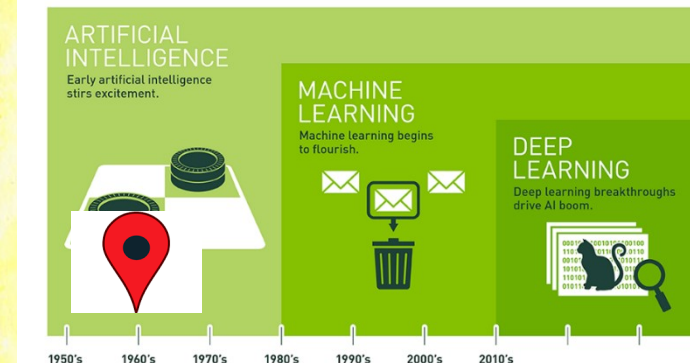 ARTIFICIAL
INTELLIGENCE
Early artificial intelligence
stirs excitement.
MACHINE
LEARNING
Machine learning begins
to flourish.
DEEP
LEARNING
Deep learning breakthroughs
drive AI boom.
1950's 1960's 1970's 1980's 1990's 2000's 2010's